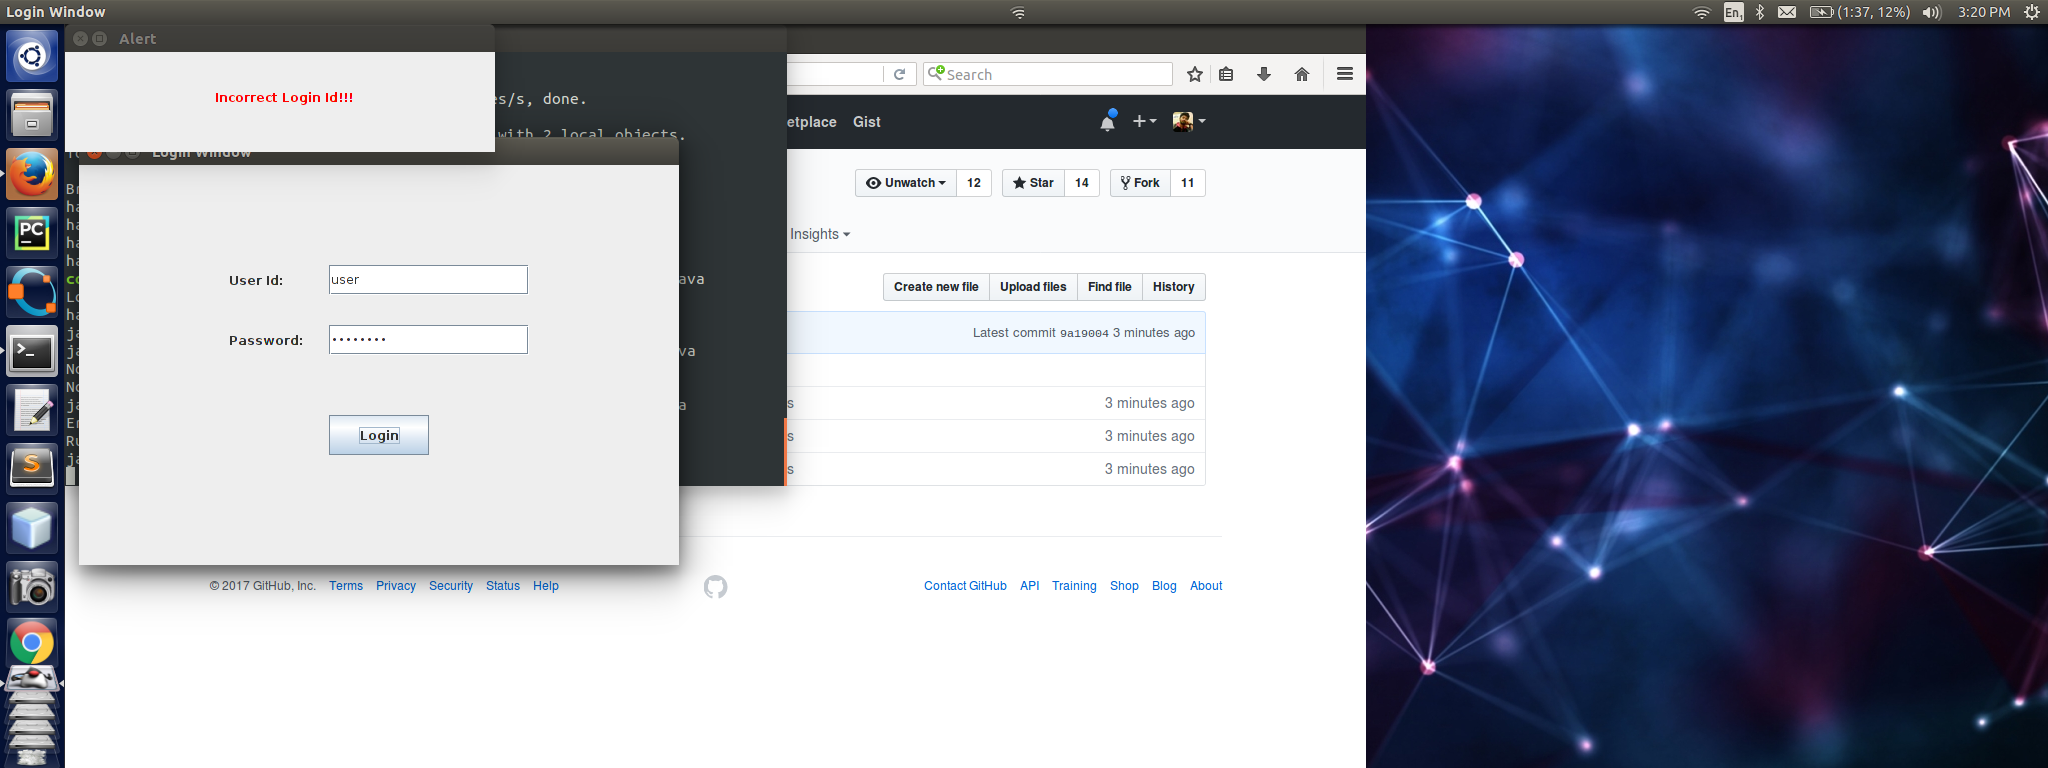 Login Window
En,
(1:37, 12%)
3:20 PM
Alert
Incorrect Login Id!!!
es/s, done.
with 2 local objects.
Search
etplace Gist
Login Window
Unwatch 12 Star 14 Fork 11
Insights
PC
User Id: user
ava
Create new file Upload files Find file History
Password: ••••••••
Latest commit 9a19004 3 minutes ago
va
s 3 minutes ago
a
Login
s 3 minutes ago
s 3 minutes ago
© 2017 GitHub, Inc. Terms Privacy Security Status Help
Contact GitHub API Training Shop Blog About